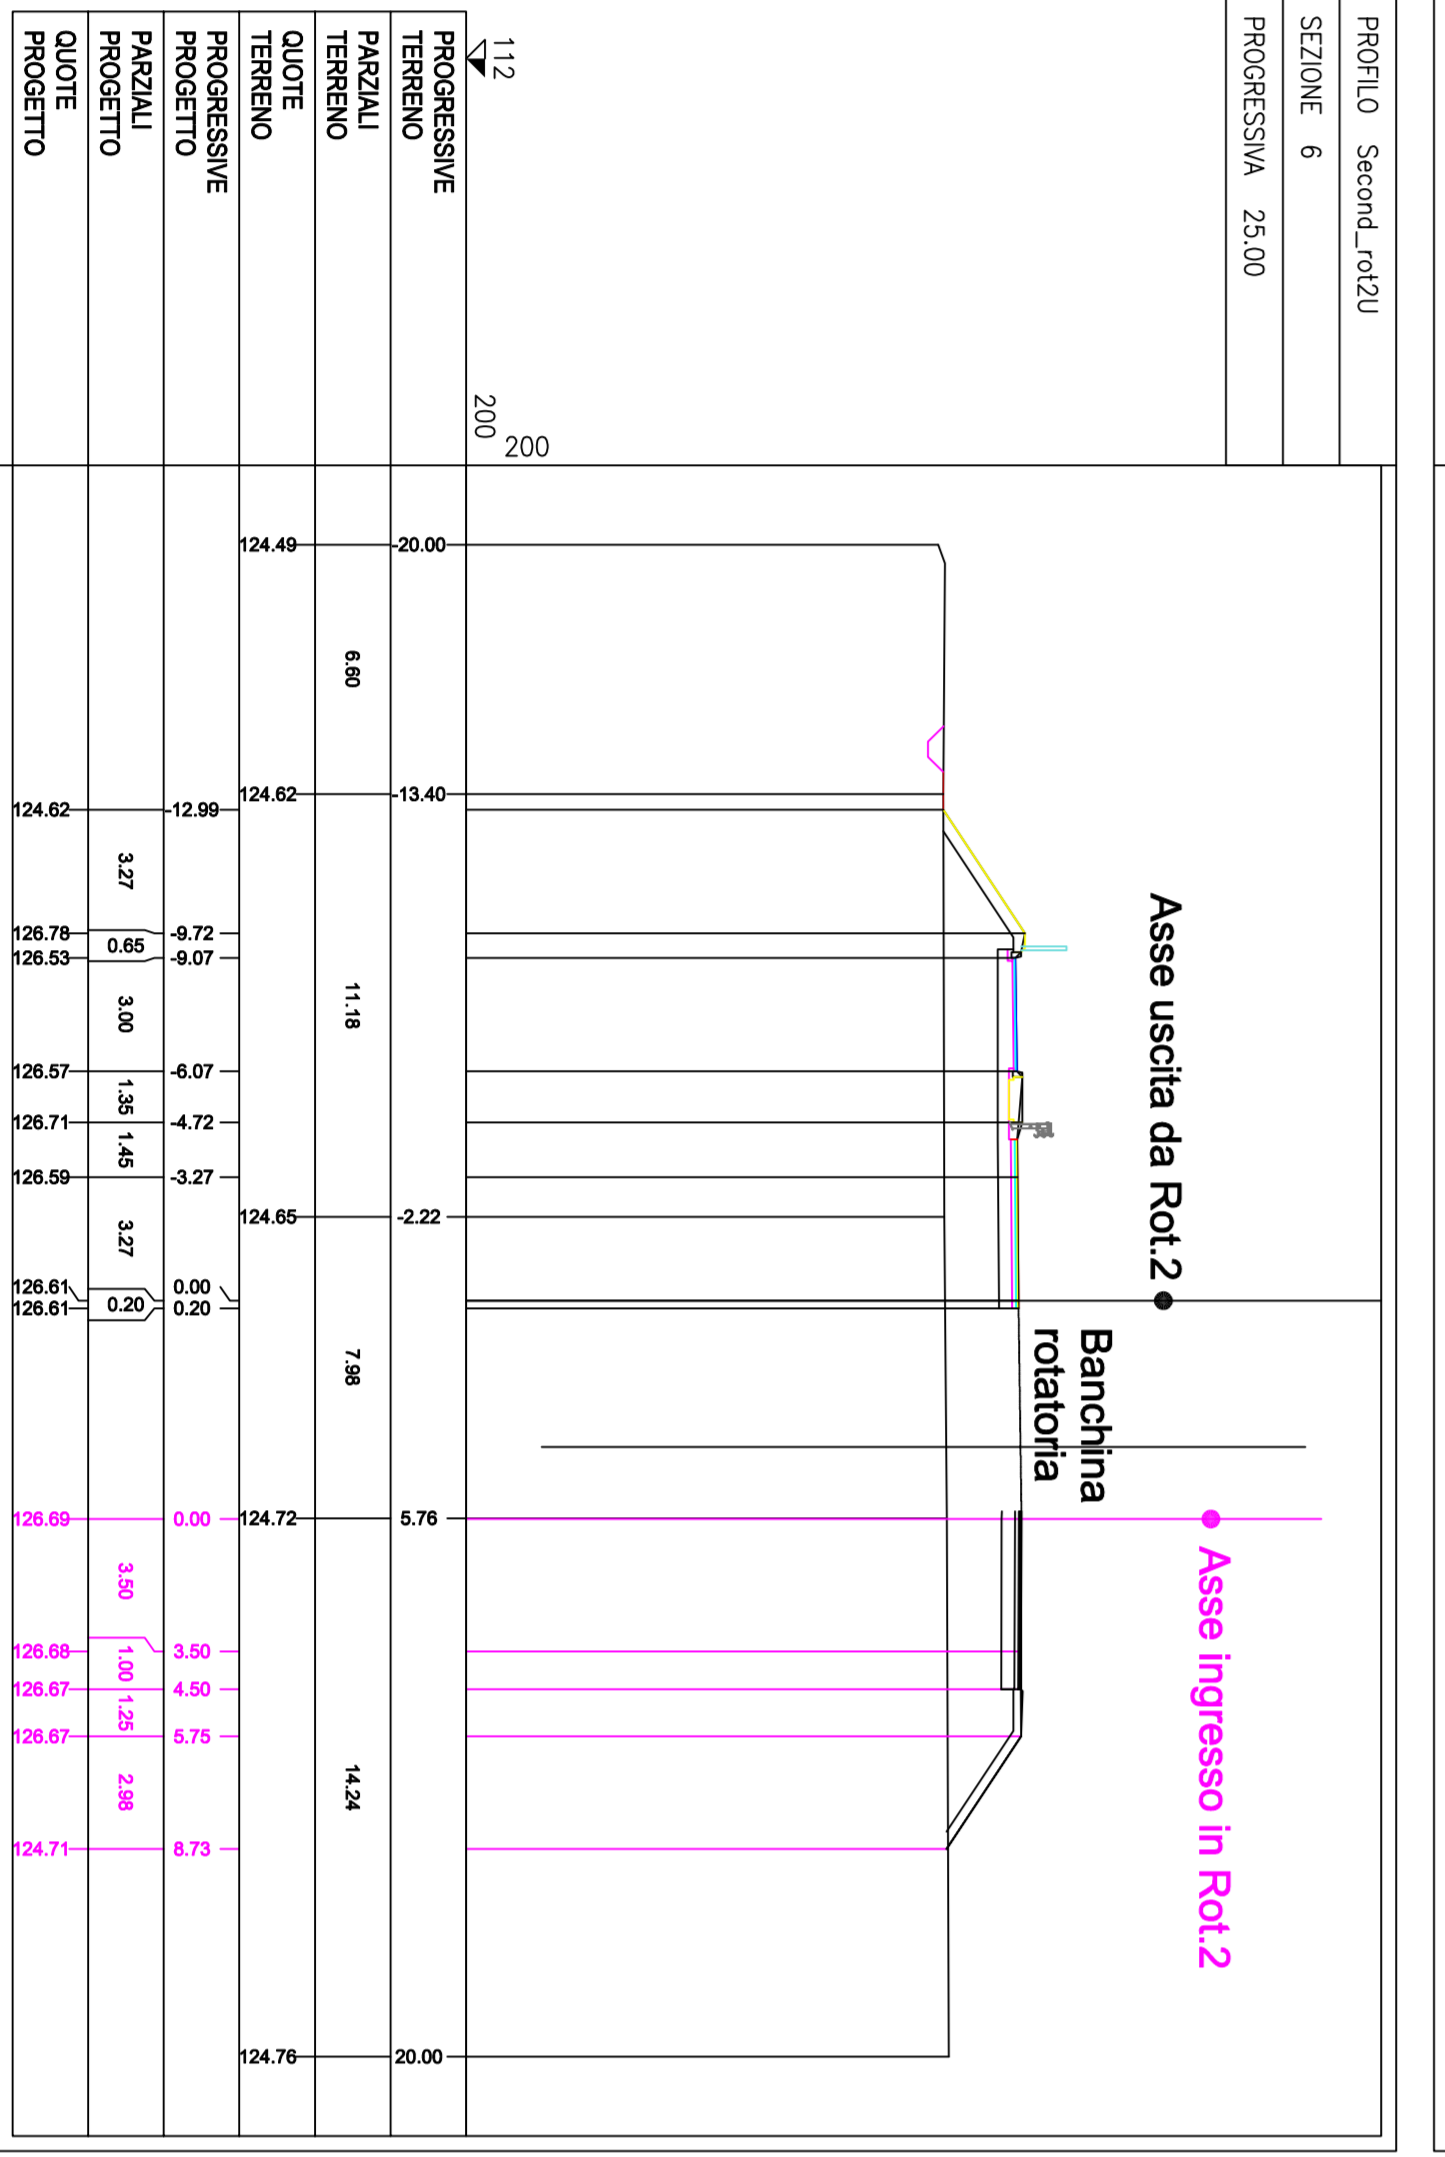 PROFILO Second_rot2U
SEZIONE 6
PROGRESSIVA 25.00
Asse uscita da Rot.2
Asse ingresso in Rot.2
Banchina
rotatoria
112
200
200
PROGRESSIVE
TERRENO
-20.00 -13.40 -2.22 5.76 20.00
PARZIALI
TERRENO
6.60 11.18 7.98 14.24
QUOTE
TERRENO
124.49 124.62 124.65 124.72 124.76
PROGRESSIVE
PROGETTO
-12.99 -9.72 -9.07 -6.07 -4.72 -3.27 0.00 0.20 0.00 3.50 4.50 5.75 8.73
PARZIALI
PROGETTO
3.27 0.65 3.00 1.35 1.45 3.27 0.20 3.50 1.00 1.25 2.98
QUOTE
PROGETTO
124.62 126.78 126.53 126.57 126.71 126.59 126.61 126.61 126.69 126.68 126.67 126.67 124.71